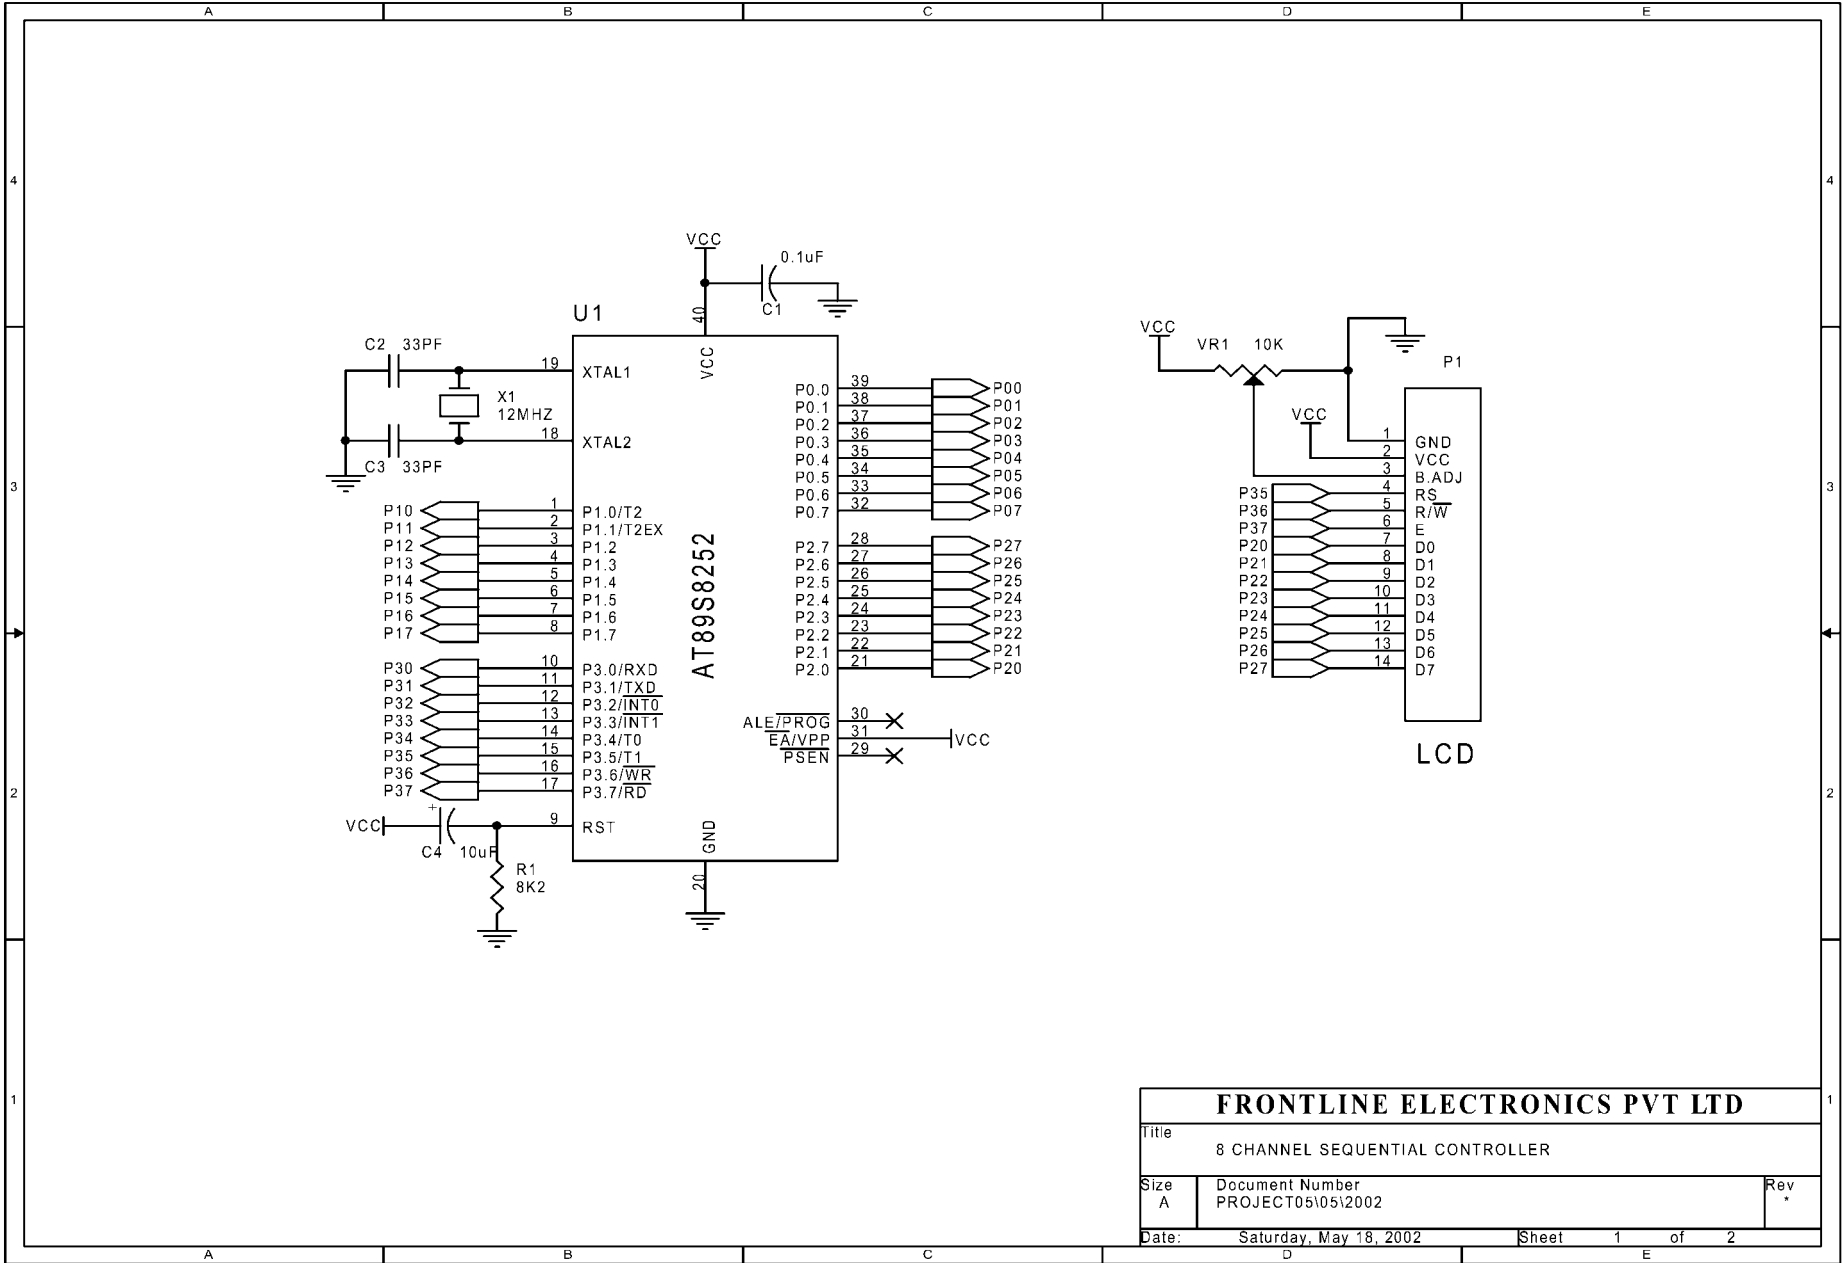 A B C D E
4 4
3 3
2 2
1 1
VCC
0.1uF
C1
U1
40
VCC
C2 33PF
X1
12MHZ
C3 33PF
19 XTAL1
18 XTAL2
P10 1 P1.0/T2
P11 2 P1.1/T2EX
P12 3 P1.2
P13 4 P1.3
P14 5 P1.4
P15 6 P1.5
P16 7 P1.6
P17 8 P1.7
P30 10 P3.0/RXD
P31 11 P3.1/TXD
P32 12 P3.2/INT0
P33 13 P3.3/INT1
P34 14 P3.4/T0
P35 15 P3.5/T1
P36 16 P3.6/WR
P37 17 P3.7/RD
VCC + 9 RST
C4 10uF
R1
8K2
AT89S8252
GND
20
P0.0 39 P00
P0.1 38 P01
P0.2 37 P02
P0.3 36 P03
P0.4 35 P04
P0.5 34 P05
P0.6 33 P06
P0.7 32 P07
P2.7 28 P27
P2.6 27 P26
P2.5 26 P25
P2.4 25 P24
P2.3 24 P23
P2.2 23 P22
P2.1 22 P21
P2.0 21 P20
ALE/PROG 30
EA/VPP 31 VCC
PSEN 29
VCC
VR1 10K
P1
VCC
1 GND
2 VCC
3 B.ADJ
P35 4 RS
P36 5 R/W
P37 6 E
P20 7 D0
P21 8 D1
P22 9 D2
P23 10 D3
P24 11 D4
P25 12 D5
P26 13 D6
P27 14 D7
LCD
FRONTLINE ELECTRONICS PVT LTD
Title
8 CHANNEL SEQUENTIAL CONTROLLER
Size Document Number Rev
A PROJECT05\05\2002 *
Date: Saturday, May 18, 2002 Sheet 1 of 2
A B C D E